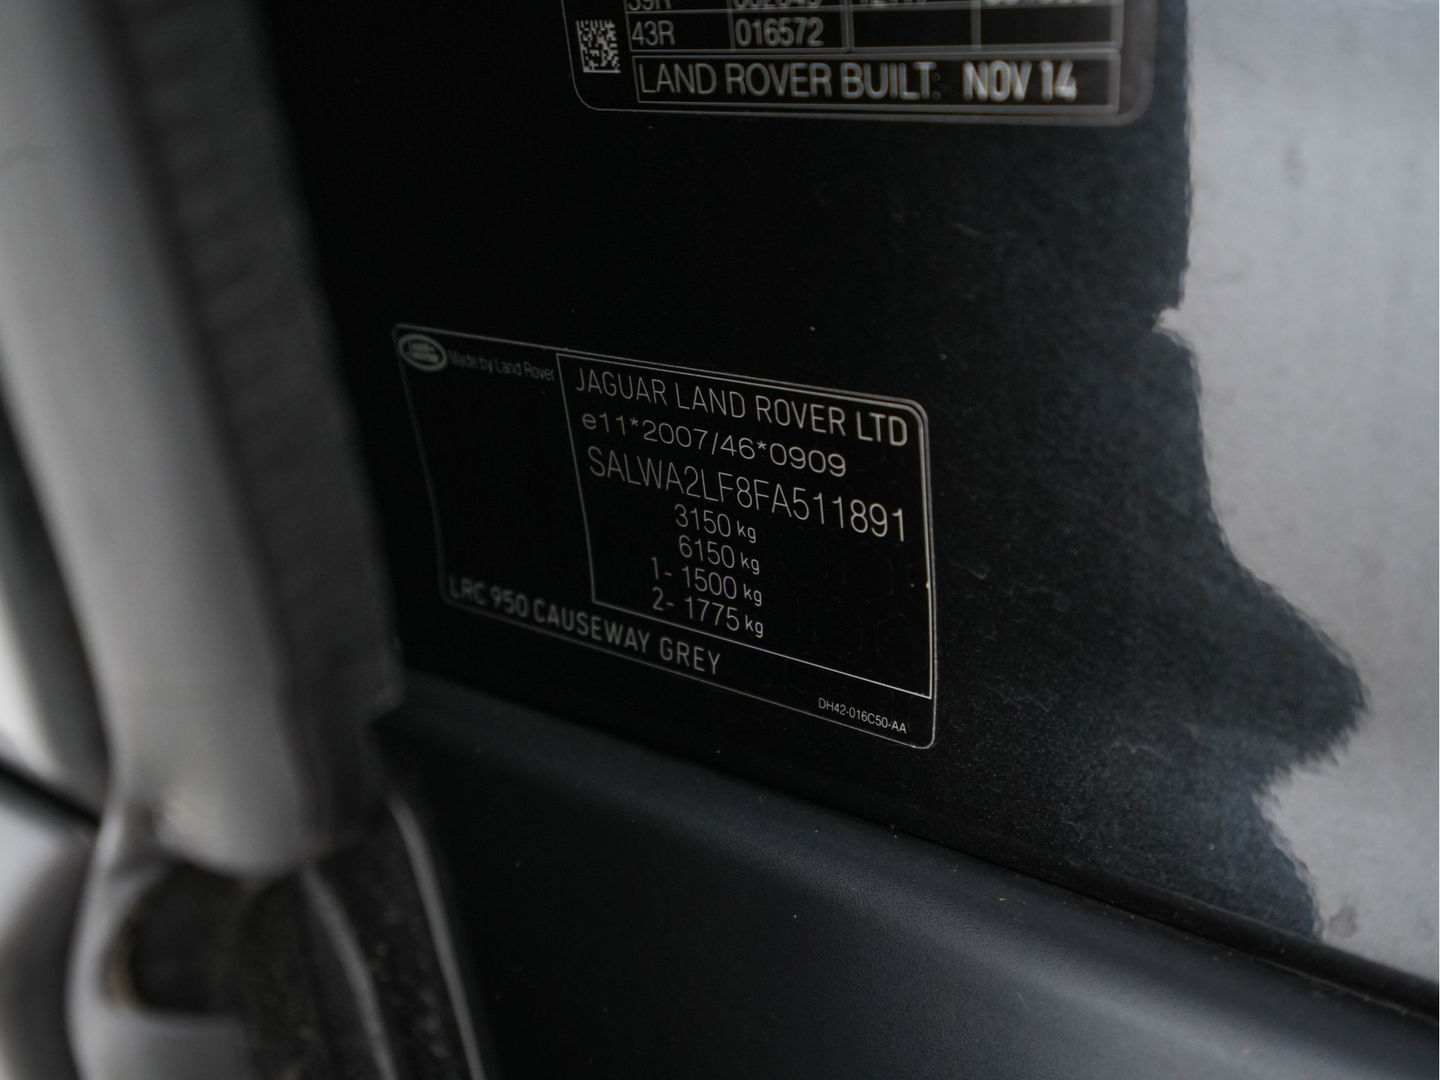 43R 016572
LAND ROVER BUILT: NOV 14
Made by Land Rover
JAGUAR LAND ROVER LTD
e11*2007/46*0909
SALWA2LF8FA511891
3150 kg
6150 kg
1- 1500 kg
2- 1775 kg
LRC 950 CAUSEWAY GREY
DH42-016C50-AA